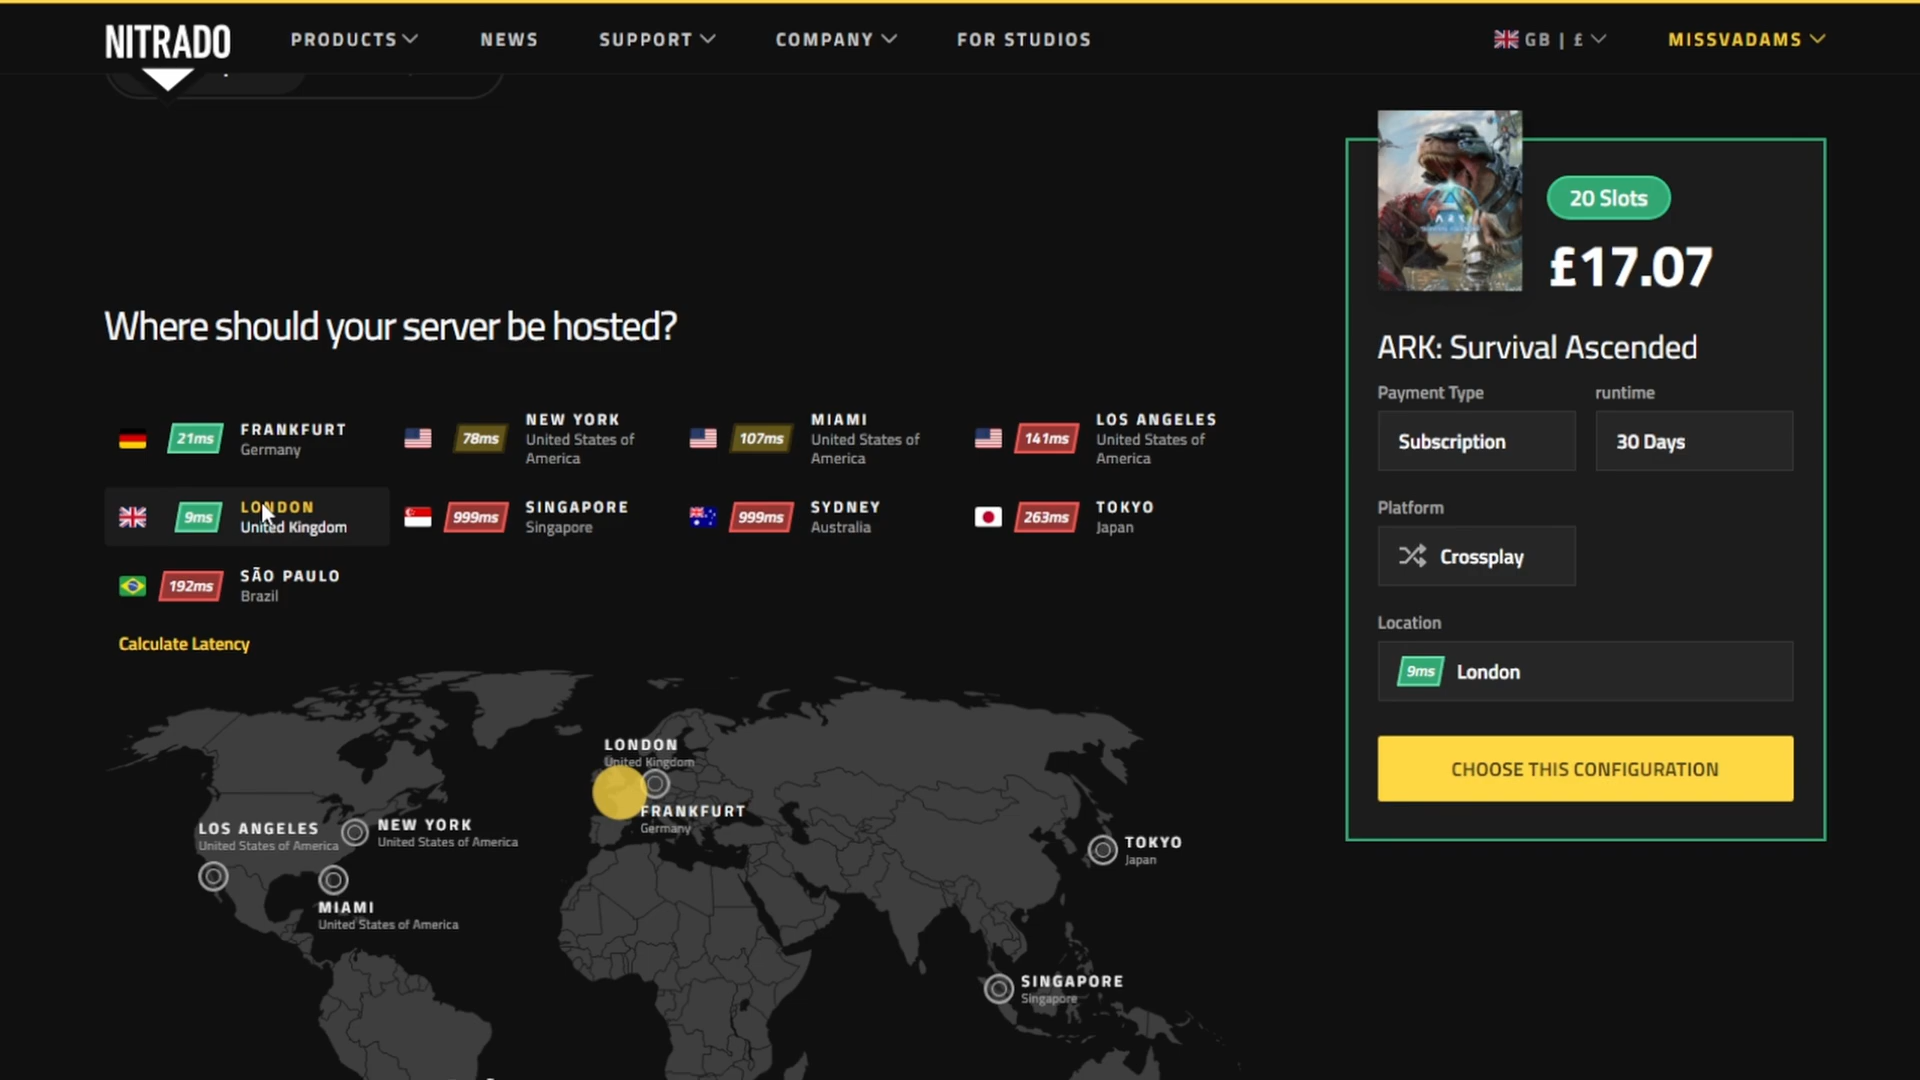 NITRADO
PRODUCTS
NEWS
SUPPORT
COMPANY
FOR STUDIOS
GB | £
MISSVADAMS
Where should your server be hosted?
21ms
FRANKFURT
Germany
78ms
NEW YORK
United States of
America
107ms
MIAMI
United States of
America
141ms
LOS ANGELES
United States of
America
9ms
LONDON
United Kingdom
999ms
SINGAPORE
Singapore
999ms
SYDNEY
Australia
263ms
TOKYO
Japan
192ms
SÃO PAULO
Brazil
Calculate Latency
LONDON
United Kingdom
FRANKFURT
Germany
LOS ANGELES
United States of America
NEW YORK
United States of America
MIAMI
United States of America
TOKYO
Japan
SINGAPORE
Singapore
ARK
20 Slots
£17.07
ARK: Survival Ascended
Payment Type
runtime
Subscription
30 Days
Platform
Crossplay
Location
9ms
London
CHOOSE THIS CONFIGURATION